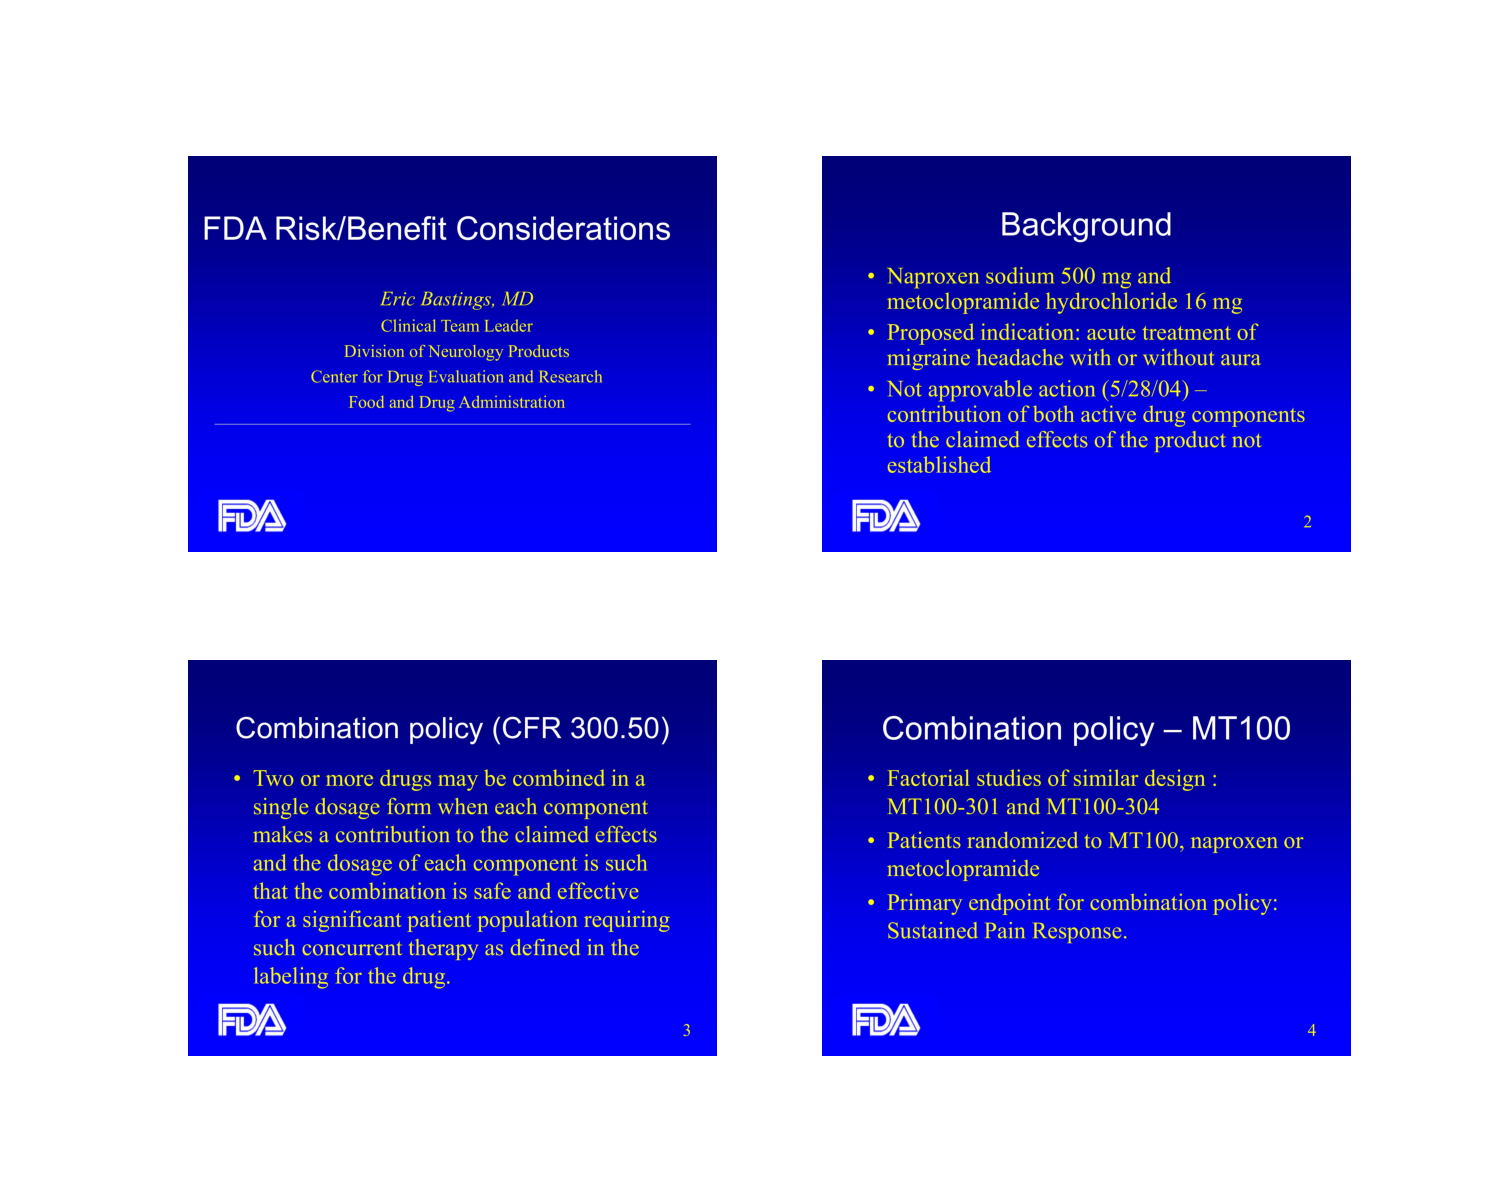 FDA Risk/Benefit Considerations
Eric Bastings, MD
Clinical Team Leader
Division of Neurology Products
Center for Drug Evaluation and Research
Food and Drug Administration
FDA
Background
• Naproxen sodium 500 mg and
metoclopramide hydrochloride 16 mg
• Proposed indication: acute treatment of
migraine headache with or without aura
• Not approvable action (5/28/04) –
contribution of both active drug components
to the claimed effects of the product not
established
FDA
2
Combination policy (CFR 300.50)
• Two or more drugs may be combined in a
single dosage form when each component
makes a contribution to the claimed effects
and the dosage of each component is such
that the combination is safe and effective
for a significant patient population requiring
such concurrent therapy as defined in the
labeling for the drug.
FDA
3
Combination policy – MT100
• Factorial studies of similar design :
MT100-301 and MT100-304
• Patients randomized to MT100, naproxen or
metoclopramide
• Primary endpoint for combination policy:
Sustained Pain Response.
FDA
4